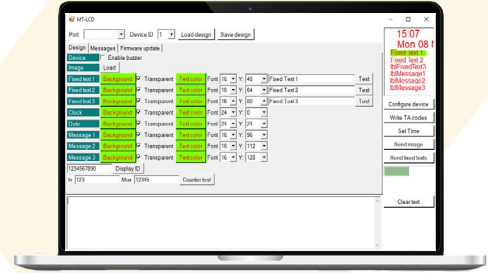 MT-LCD
Port Device ID 1 Load design Save design
Design Messages Firmware update
Device Enable buzzer
Image Load
Fixed text 1 Background Transparent Text color Font 16 Y: 48 Fixed Text 1 Test
Fixed text 2 Background Transparent Text color Font 16 Y: 64 Fixed Text 2 Test
Fixed text 3 Background Transparent Text color Font 16 Y: 80 Fixed Text 3 Test
Clock Background Transparent Text color Font 24 Y: 0
Date Background Transparent Text color Font 24 Y: 24
Message 1 Background Transparent Text color Font 16 Y: 96
Message 2 Background Transparent Text color Font 16 Y: 112
Message 3 Background Transparent Text color Font 16 Y: 128
1234567890 Display ID
In 123 Max 12345 Counter test
15:07
Mon 08
Fixed Text 1
Fixed Text 2
lblFixedText3
lblMessage1
lblMessage2
lblMessage3
Configure device
Write TA codes
Set Time
Send image
Send fixed texts
Clear text